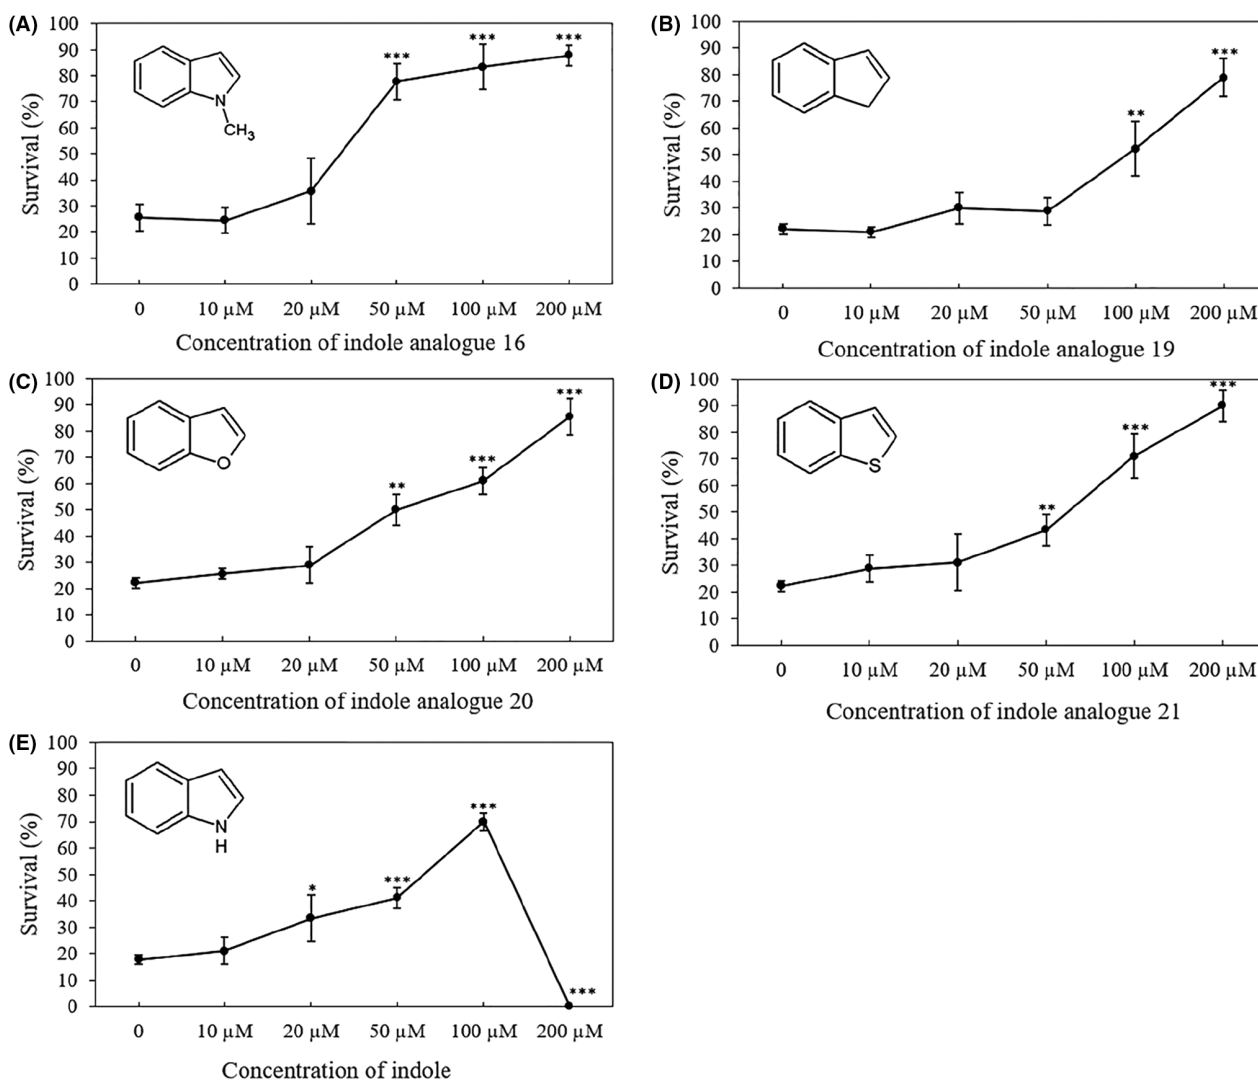 (A)
100
90
80
70
60
50
40
30
20
10
0
Survival (%)
N
CH3
***
***
***
0 10 µM 20 µM 50 µM 100 µM 200 µM
Concentration of indole analogue 16
(B)
100
90
80
70
60
50
40
30
20
10
0
Survival (%)
**
***
0 10 µM 20 µM 50 µM 100 µM 200 µM
Concentration of indole analogue 19
(C)
100
90
80
70
60
50
40
30
20
10
0
Survival (%)
O
**
***
***
0 10 µM 20 µM 50 µM 100 µM 200 µM
Concentration of indole analogue 20
(D)
100
90
80
70
60
50
40
30
20
10
0
Survival (%)
S
**
***
***
0 10 µM 20 µM 50 µM 100 µM 200 µM
Concentration of indole analogue 21
(E)
100
90
80
70
60
50
40
30
20
10
0
Survival (%)
N
H
*
***
***
***
0 10 µM 20 µM 50 µM 100 µM 200 µM
Concentration of indole